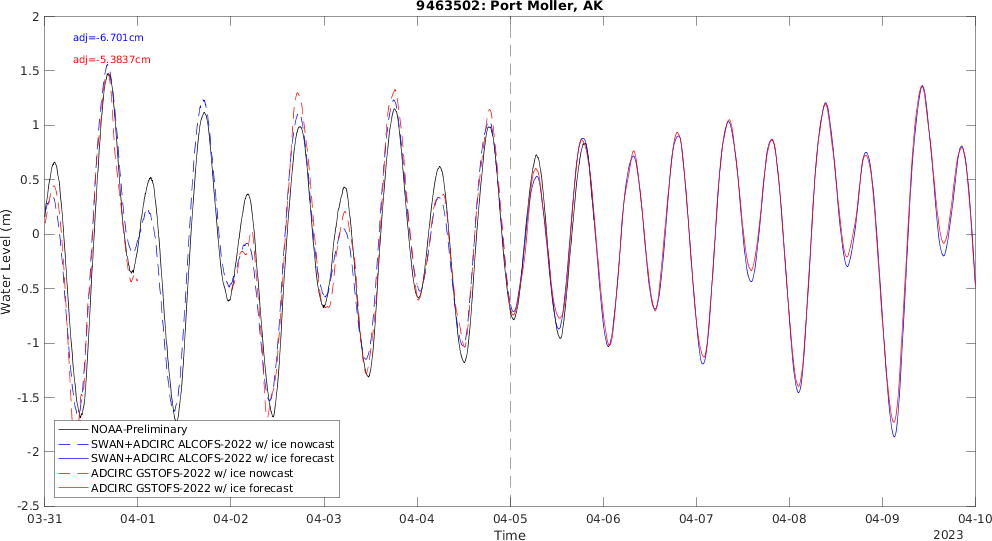 9463502: Port Moller, AK
adj=-6.701cm
adj=-5.3837cm
Water Level (m)
2
1.5
1
0.5
0
-0.5
-1
-1.5
-2
-2.5
NOAA-Preliminary
SWAN+ADCIRC ALCOFS-2022 w/ ice nowcast
SWAN+ADCIRC ALCOFS-2022 w/ ice forecast
ADCIRC GSTOFS-2022 w/ ice nowcast
ADCIRC GSTOFS-2022 w/ ice forecast
03-31 04-01 04-02 04-03 04-04 04-05 04-06 04-07 04-08 04-09 04-10
Time
2023